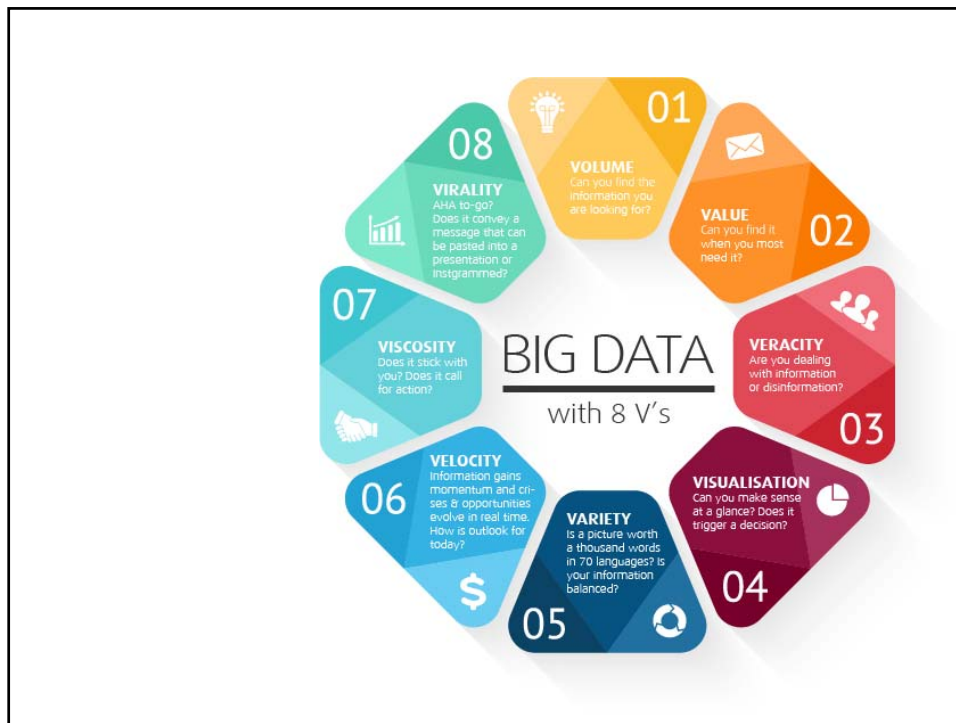 BIG DATA
with 8 V's
01
VOLUME
Can you find the
information you
are looking for?
02
VALUE
Can you find it
when you most
need it?
03
VERACITY
Are you dealing
with information
or disinformation?
04
VISUALISATION
Can you make sense
at a glance? Does it
trigger a decision?
05
VARIETY
Is a picture worth
a thousand words
in 70 languages? Is
your information
balanced?
06
VELOCITY
Information gains
momentum and cri-
ses & opportunities
evolve in real time.
How is outlook for
today?
07
VISCOSITY
Does it stick with
you? Does it call
for action?
08
VIRALITY
AHA to-go?
Does it convey a
message that can
be pasted into a
presentation or
Instgrammed?